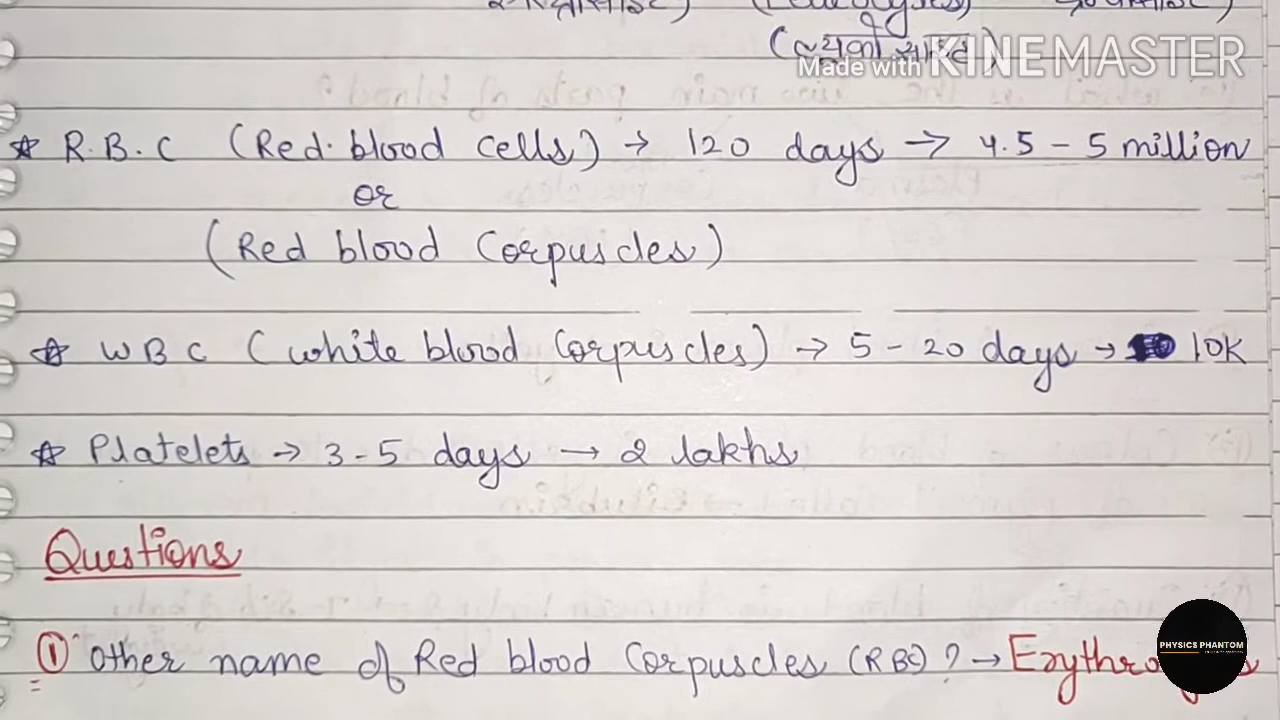 (Leucocytes)
Made with KINEMASTER
☆ R.B.C (Red blood cells) → 120 days → 4.5 - 5 million
or
(Red blood Corpuscles)
☆ WBC (white blood Corpuscles) → 5 - 20 days → 10K
☆ Platelets → 3-5 days → 2 lakhs
Questions
① Other name of Red blood Corpuscles (RBC) ? →
PHYSICS PHANTOM